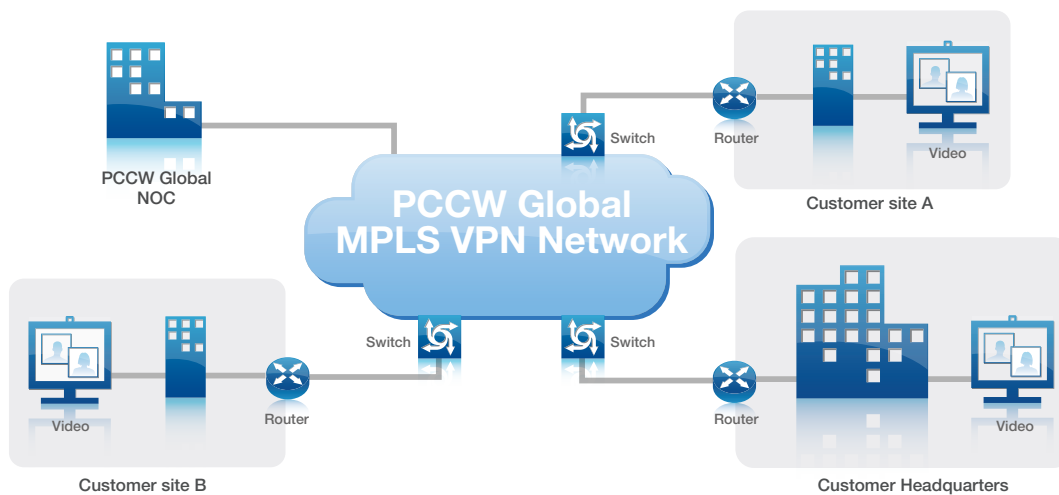 Switch
Router
Video
PCCW Global
NOC
Customer site A
PCCW Global
MPLS VPN Network
Switch
Switch
Video
Router
Router
Video
Customer site B
Customer Headquarters